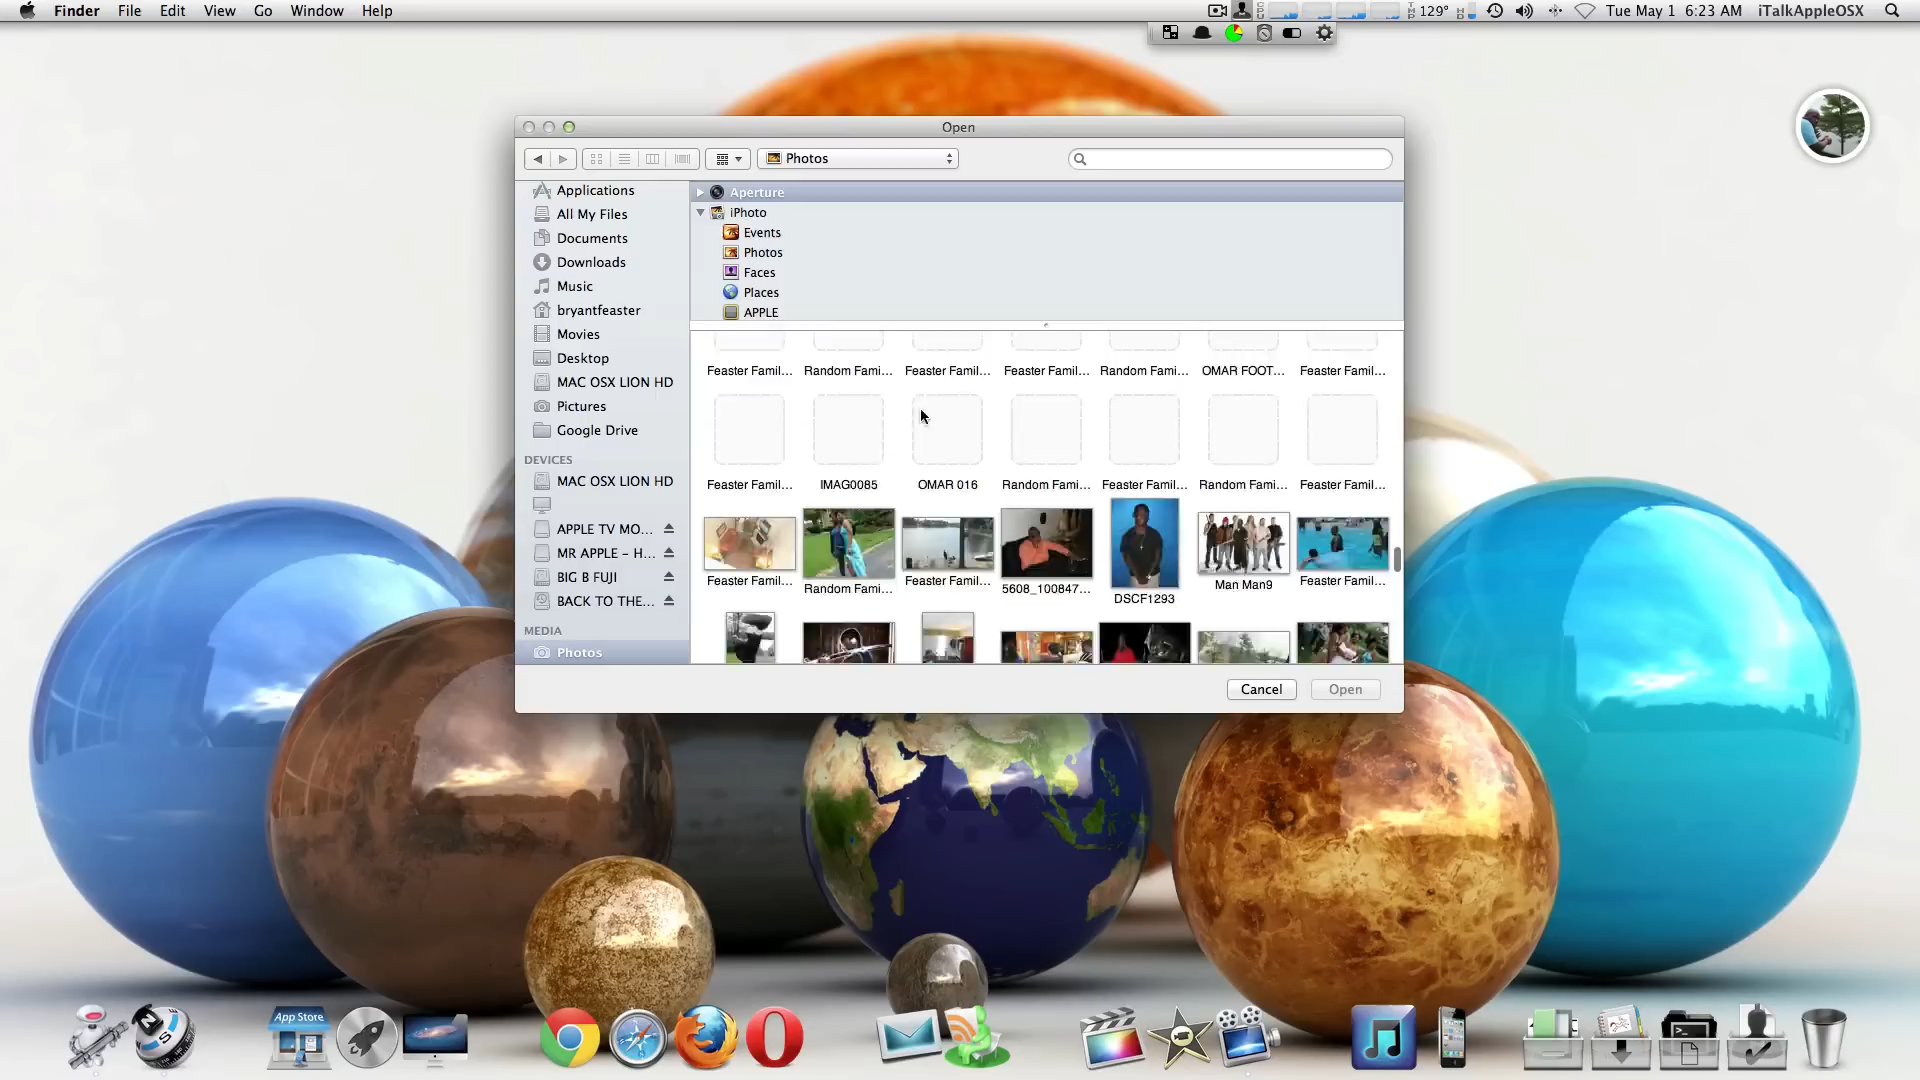 Finder File Edit View Go Window Help
129° Tue May 1 6:23 AM iTalkAppleOSX
Open
Photos
Applications
All My Files
Documents
Downloads
Music
bryantfeaster
Movies
Desktop
MAC OSX LION HD
Pictures
Google Drive
DEVICES
MAC OSX LION HD
APPLE TV MO...
MR APPLE – H...
BIG B FUJI
BACK TO THE...
MEDIA
Photos
Aperture
iPhoto
Events
Photos
Faces
Places
APPLE
Feaster Famil... Random Fami... Feaster Famil... Feaster Famil... Random Fami... OMAR FOOT... Feaster Famil...
Feaster Famil... IMAG0085 OMAR 016 Random Fami... Feaster Famil... Random Fami... Feaster Famil...
Feaster Famil... Random Fami... Feaster Famil... 5608_100847... DSCF1293 Man Man9 Feaster Famil...
Cancel Open
App Store